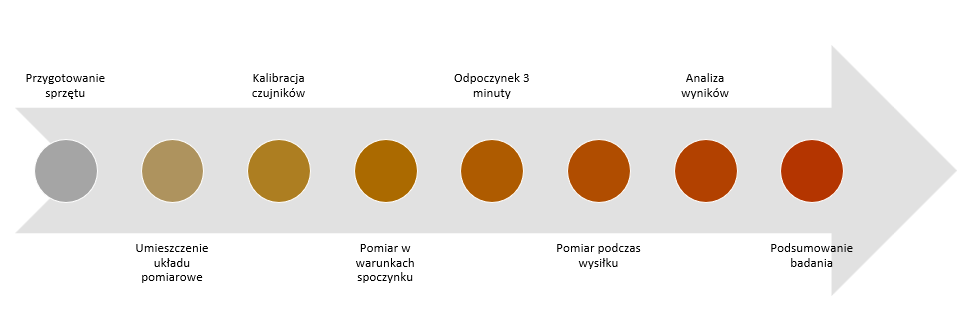 Przygotowanie
sprzętu
Umieszczenie
układu
pomiarowe
Kalibracja
czujników
Pomiar w
warunkach
spoczynku
Odpoczynek 3
minuty
Pomiar podczas
wysiłku
Analiza
wyników
Podsumowanie
badania